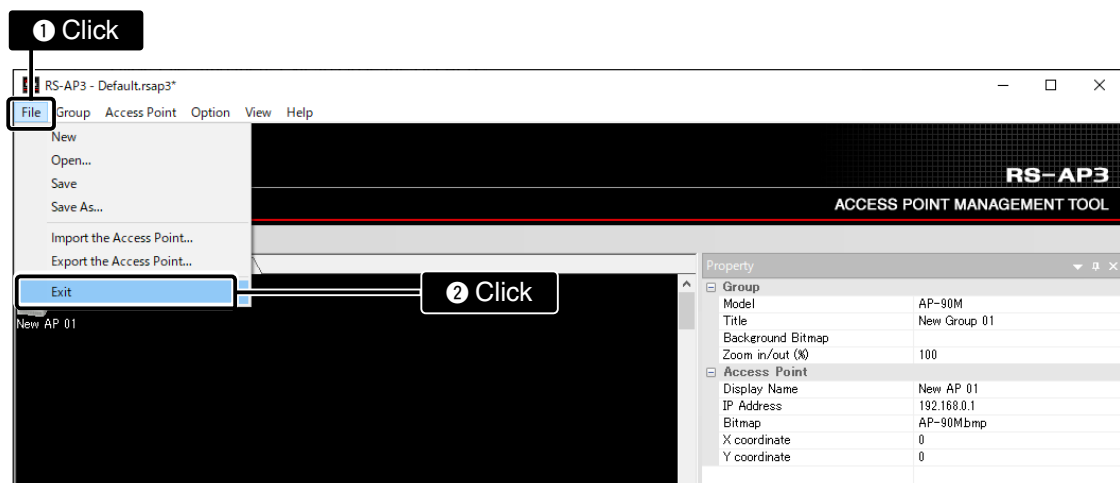 ❶ Click
RS-AP3 - Default.rsap3*
File Group Access Point Option View Help
New
Open...
Save
Save As...
Import the Access Point...
Export the Access Point...
Exit
❷ Click
RS-AP3
ACCESS POINT MANAGEMENT TOOL
New AP 01
Property
Group
Model AP-90M
Title New Group 01
Background Bitmap
Zoom in/out (%) 100
Access Point
Display Name New AP 01
IP Address 192.168.0.1
Bitmap AP-90M.bmp
X coordinate 0
Y coordinate 0